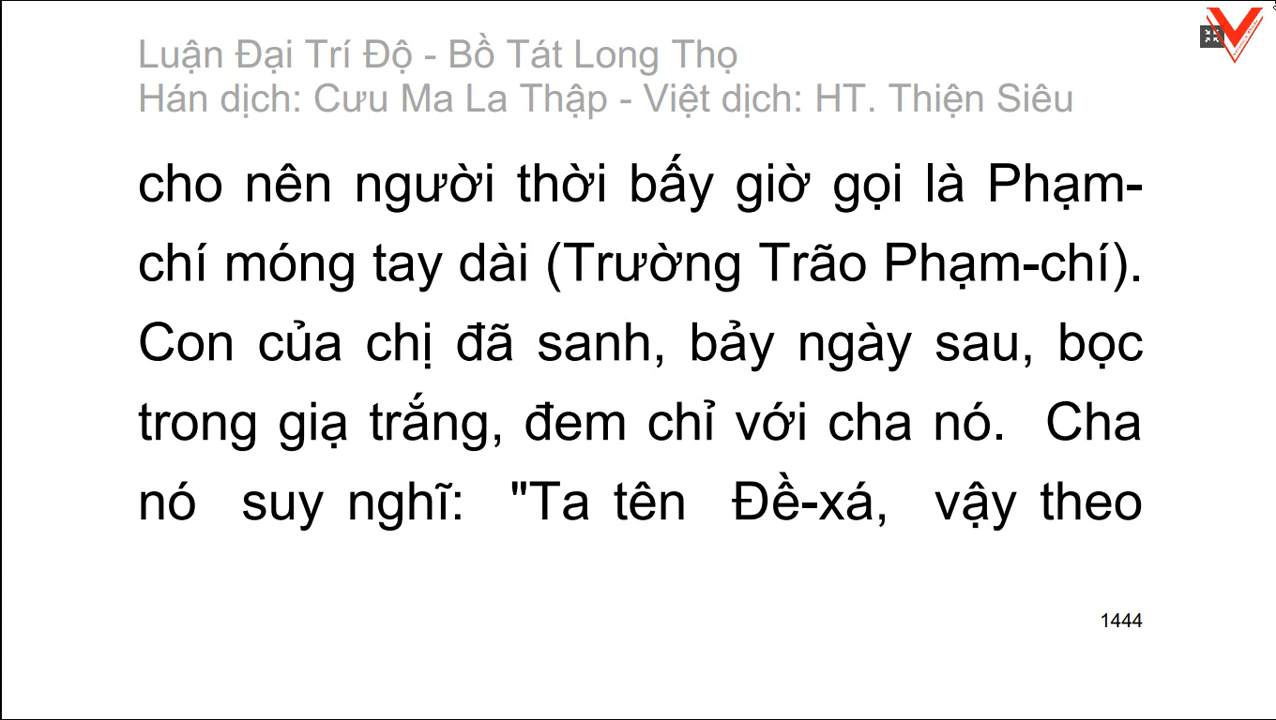 Luận Đại Trí Độ - Bồ Tát Long Thọ
Hán dịch: Cưu Ma La Thập - Việt dịch: HT. Thiện Siêu
cho nên người thời bấy giờ gọi là Phạm-
chí móng tay dài (Trường Trão Phạm-chí).
Con của chị đã sanh, bảy ngày sau, bọc
trong giạ trắng, đem chỉ với cha nó. Cha
nó suy nghĩ: "Ta tên Đề-xá, vậy theo
1444